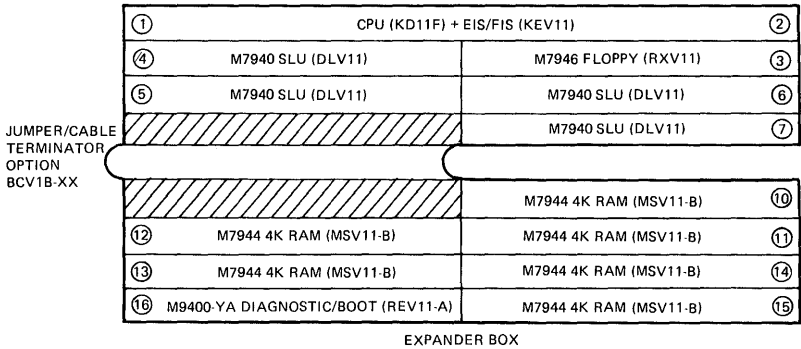 ① CPU (KD11F) + EIS/FIS (KEV11) ②
④ M7940 SLU (DLV11) M7946 FLOPPY (RXV11) ③
⑤ M7940 SLU (DLV11) M7940 SLU (DLV11) ⑥
M7940 SLU (DLV11) ⑦
JUMPER/CABLE
TERMINATOR
OPTION
BCV1B-XX
M7944 4K RAM (MSV11-B) ⑩
⑫ M7944 4K RAM (MSV11-B) M7944 4K RAM (MSV11-B) ⑪
⑬ M7944 4K RAM (MSV11-B) M7944 4K RAM (MSV11-B) ⑭
⑯ M9400-YA DIAGNOSTIC/BOOT (REV11-A) M7944 4K RAM (MSV11-B) ⑮
EXPANDER BOX